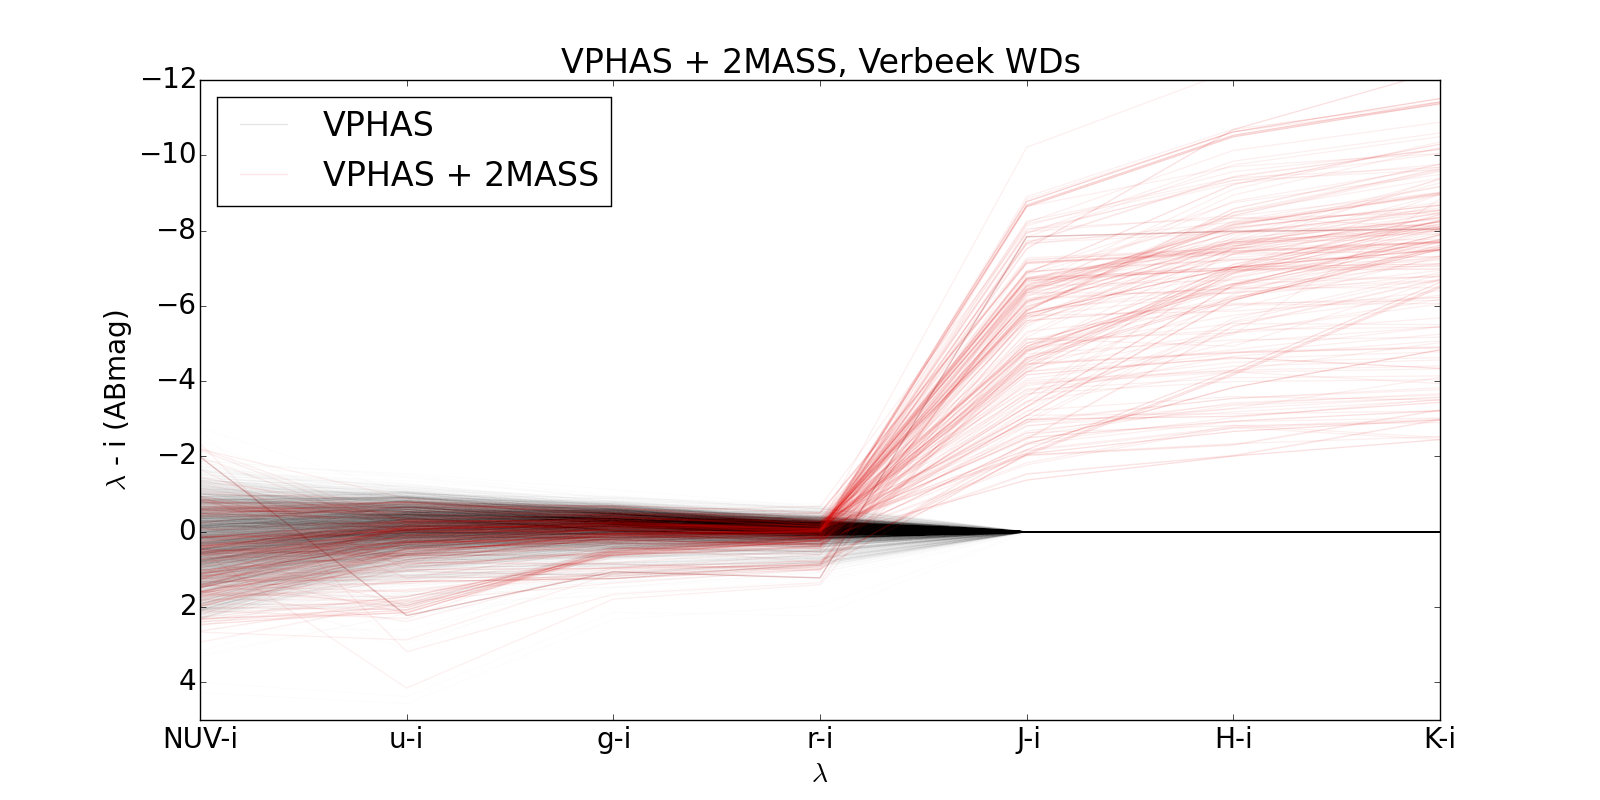 VPHAS + 2MASS, Verbeek WDs
VPHAS
VPHAS + 2MASS
λ - i (ABmag)
−12
−10
−8
−6
−4
−2
0
2
4
NUV-i u-i g-i r-i J-i H-i K-i
λ